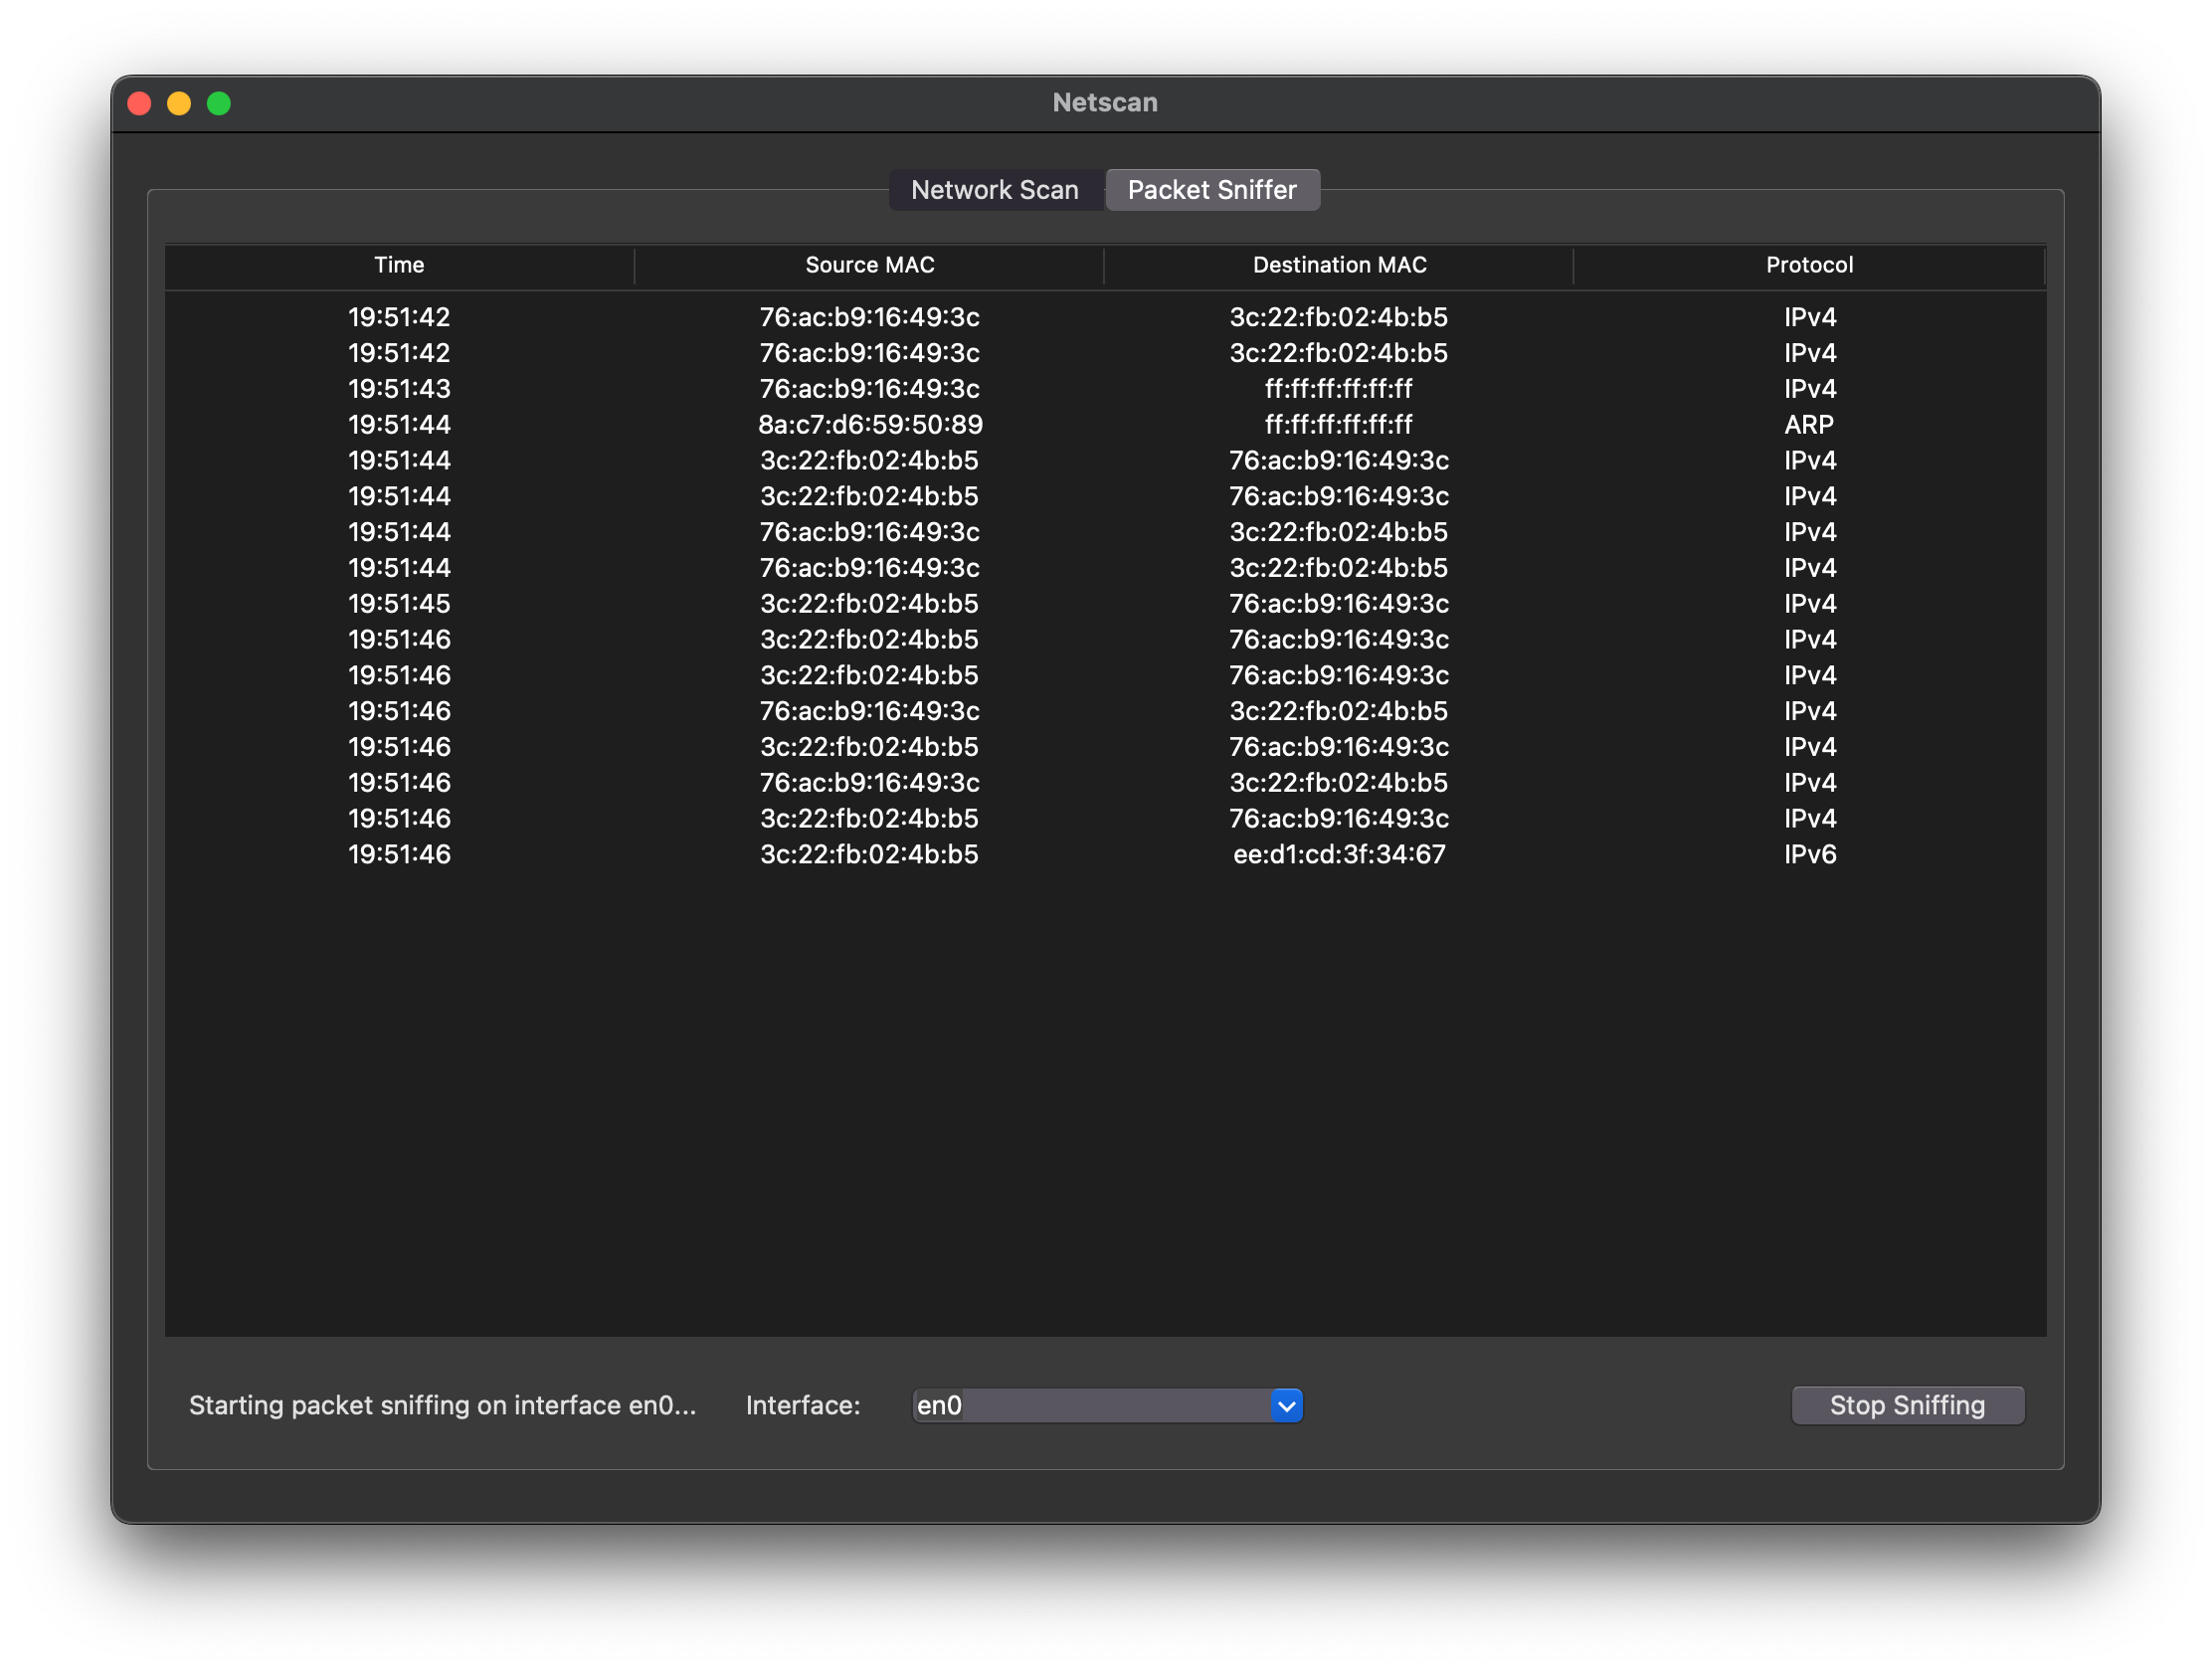 Netscan
Network Scan Packet Sniffer
Time Source MAC Destination MAC Protocol
19:51:42 76:ac:b9:16:49:3c 3c:22:fb:02:4b:b5 IPv4
19:51:42 76:ac:b9:16:49:3c 3c:22:fb:02:4b:b5 IPv4
19:51:43 76:ac:b9:16:49:3c ff:ff:ff:ff:ff:ff IPv4
19:51:44 8a:c7:d6:59:50:89 ff:ff:ff:ff:ff:ff ARP
19:51:44 3c:22:fb:02:4b:b5 76:ac:b9:16:49:3c IPv4
19:51:44 3c:22:fb:02:4b:b5 76:ac:b9:16:49:3c IPv4
19:51:44 76:ac:b9:16:49:3c 3c:22:fb:02:4b:b5 IPv4
19:51:44 76:ac:b9:16:49:3c 3c:22:fb:02:4b:b5 IPv4
19:51:45 3c:22:fb:02:4b:b5 76:ac:b9:16:49:3c IPv4
19:51:46 3c:22:fb:02:4b:b5 76:ac:b9:16:49:3c IPv4
19:51:46 3c:22:fb:02:4b:b5 76:ac:b9:16:49:3c IPv4
19:51:46 76:ac:b9:16:49:3c 3c:22:fb:02:4b:b5 IPv4
19:51:46 3c:22:fb:02:4b:b5 76:ac:b9:16:49:3c IPv4
19:51:46 76:ac:b9:16:49:3c 3c:22:fb:02:4b:b5 IPv4
19:51:46 3c:22:fb:02:4b:b5 76:ac:b9:16:49:3c IPv4
19:51:46 3c:22:fb:02:4b:b5 ee:d1:cd:3f:34:67 IPv6
Starting packet sniffing on interface en0... Interface: en0 Stop Sniffing